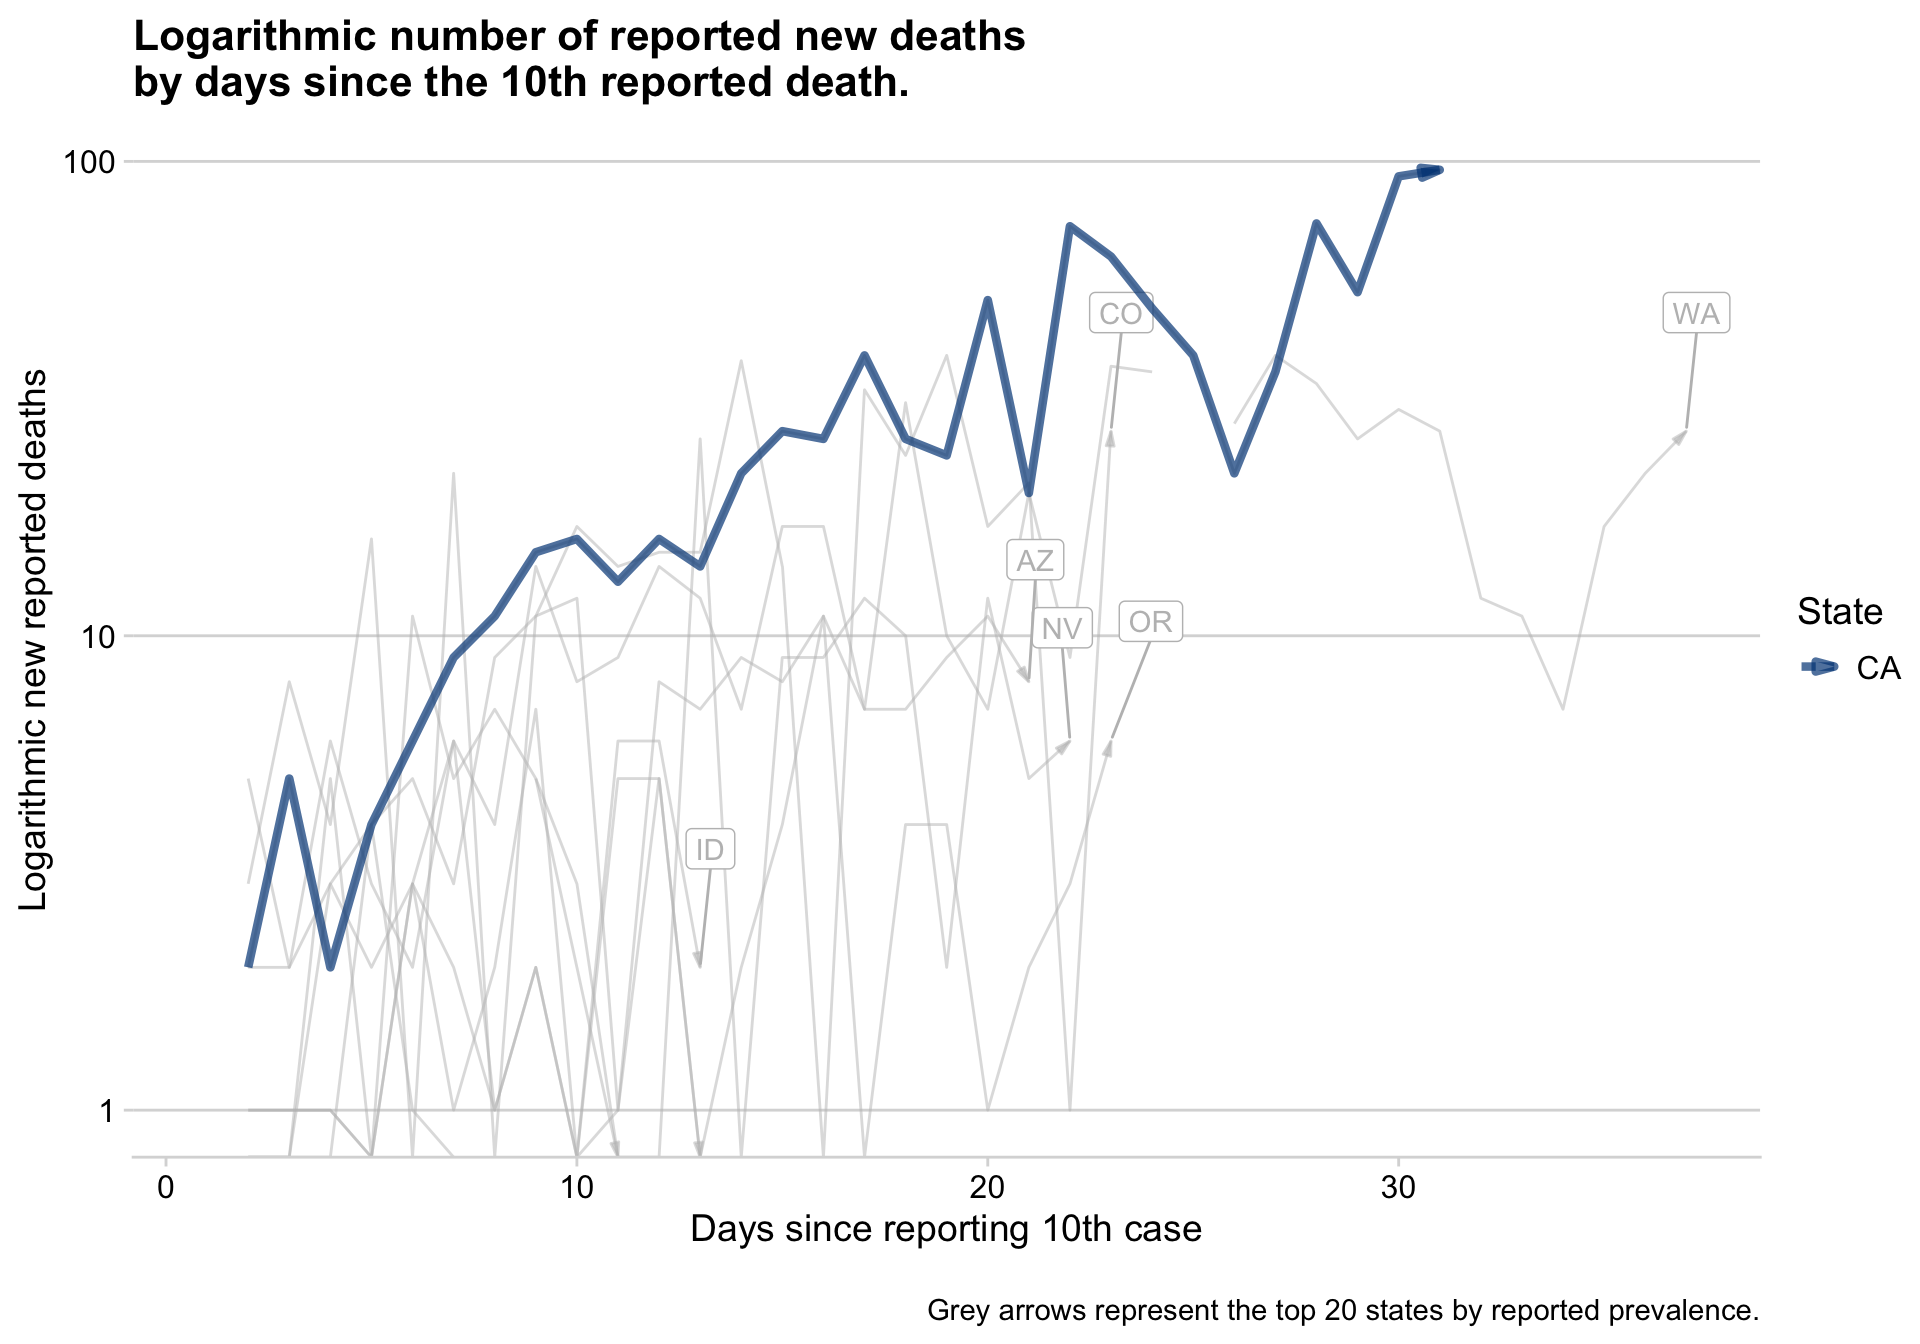 Logarithmic number of reported new deaths
by days since the 10th reported death.
100
10
1
Logarithmic new reported deaths
CO
WA
AZ
NV
OR
ID
State
CA
0
10
20
30
Days since reporting 10th case
Grey arrows represent the top 20 states by reported prevalence.